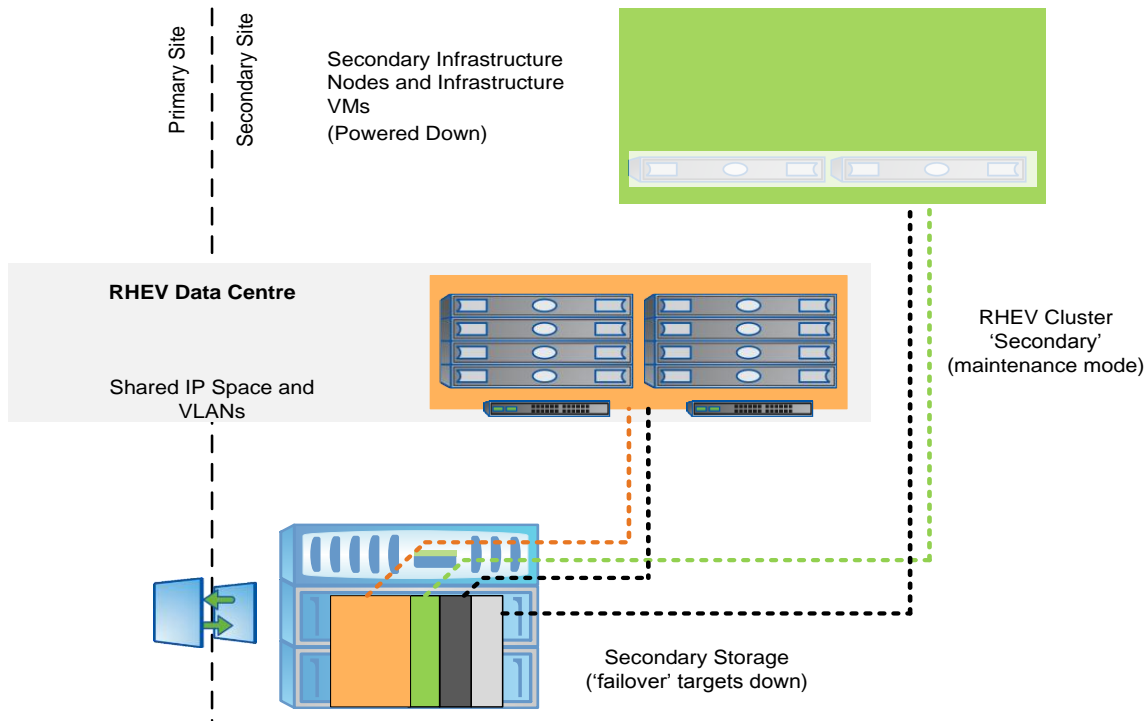 Primary Site
Secondary Site
Secondary Infrastructure
Nodes and Infrastructure
VMs
(Powered Down)
RHEV Data Centre
Shared IP Space and
VLANs
RHEV Cluster
‘Secondary’
(maintenance mode)
Secondary Storage
(‘failover’ targets down)